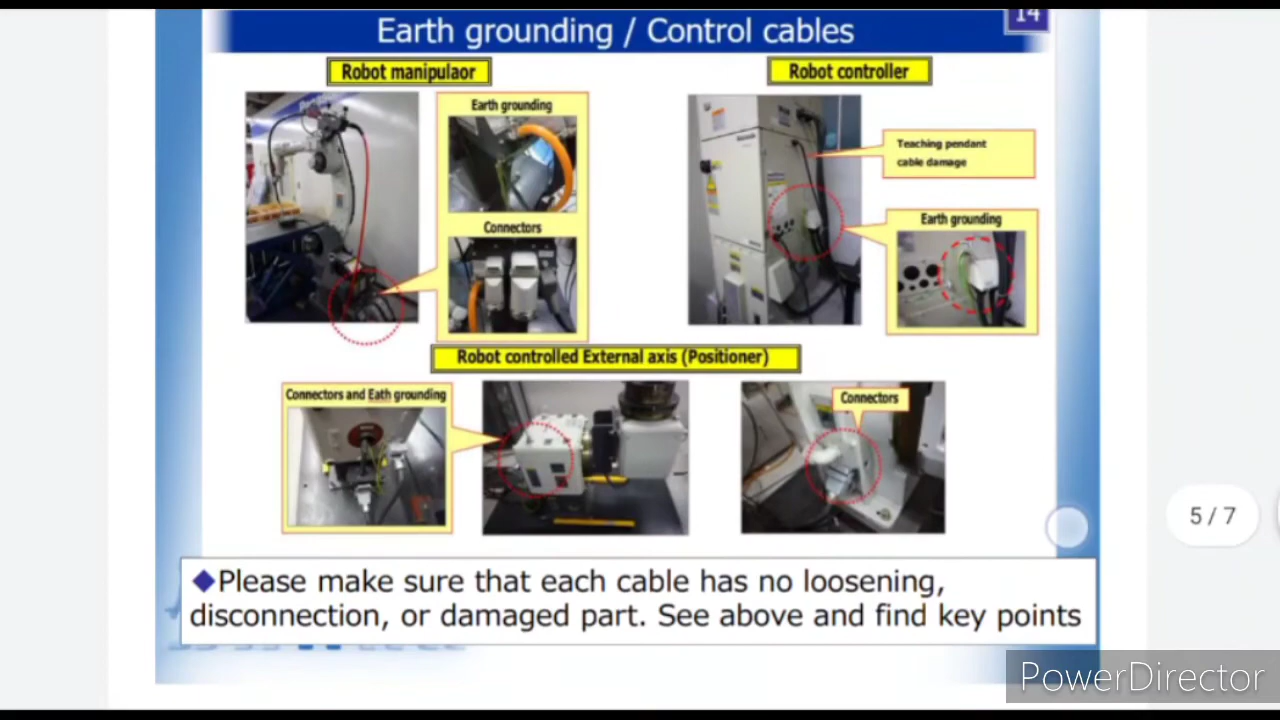 14
Earth grounding / Control cables
Robot manipulaor
Robot controller
Earth grounding
Connectors
Teaching pendant
cable damage
Earth grounding
Robot controlled External axis (Positioner)
Connectors and Eath grounding
Connectors
5 / 7
◆Please make sure that each cable has no loosening,
disconnection, or damaged part. See above and find key points
PowerDirector